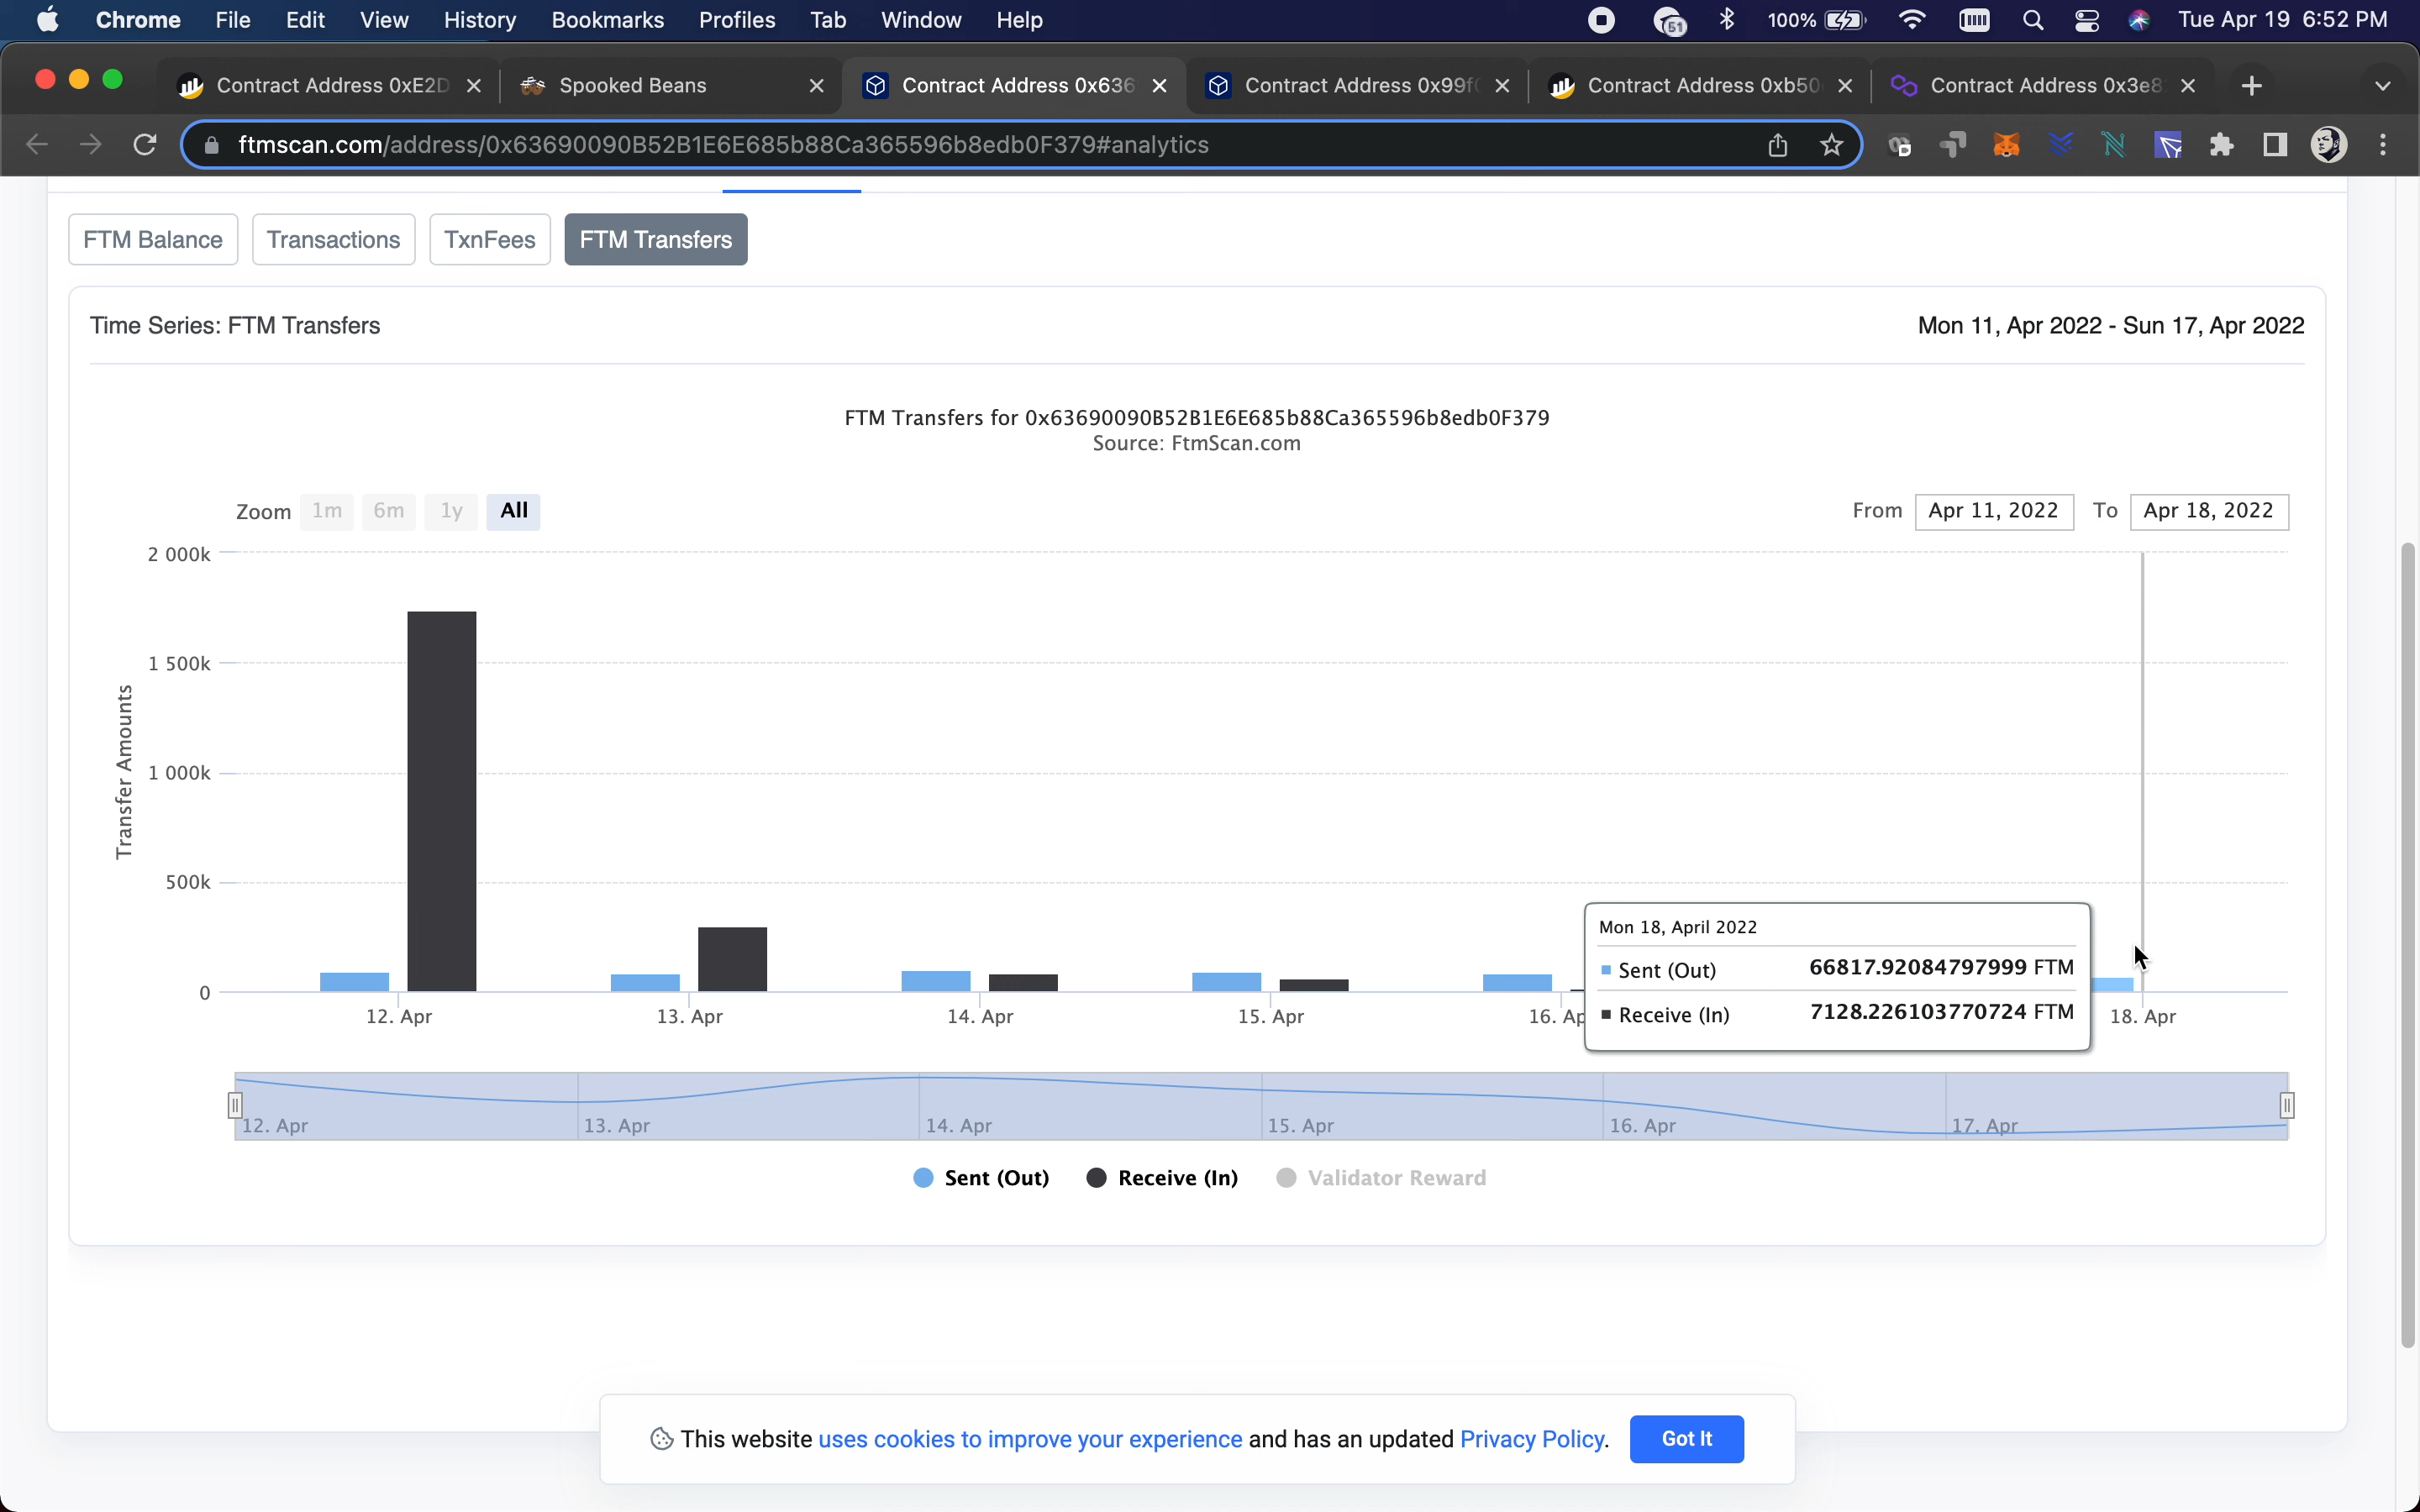 Chrome File Edit View History Bookmarks Profiles Tab Window Help 51 100% Tue Apr 19 6:52 PM
Contract Address 0xE2D Spooked Beans Contract Address 0x636 Contract Address 0x99f Contract Address 0xb50 Contract Address 0x3e8
ftmscan.com/address/0x63690090B52B1E6E685b88Ca365596b8edb0F379#analytics
FTM Balance Transactions TxnFees FTM Transfers
Time Series: FTM Transfers Mon 11, Apr 2022 - Sun 17, Apr 2022
FTM Transfers for 0x63690090B52B1E6E685b88Ca365596b8edb0F379
Source: FtmScan.com
Zoom 1m 6m 1y All From Apr 11, 2022 To Apr 18, 2022
2 000k
1 500k
1 000k
500k
0
Transfer Amounts
Mon 18, April 2022
Sent (Out) 66817.92084797999 FTM
Receive (In) 7128.226103770724 FTM
12. Apr 13. Apr 14. Apr 15. Apr 16. Ap 18. Apr
12. Apr 13. Apr 14. Apr 15. Apr 16. Apr 17. Apr
Sent (Out) Receive (In) Validator Reward
This website uses cookies to improve your experience and has an updated Privacy Policy. Got It